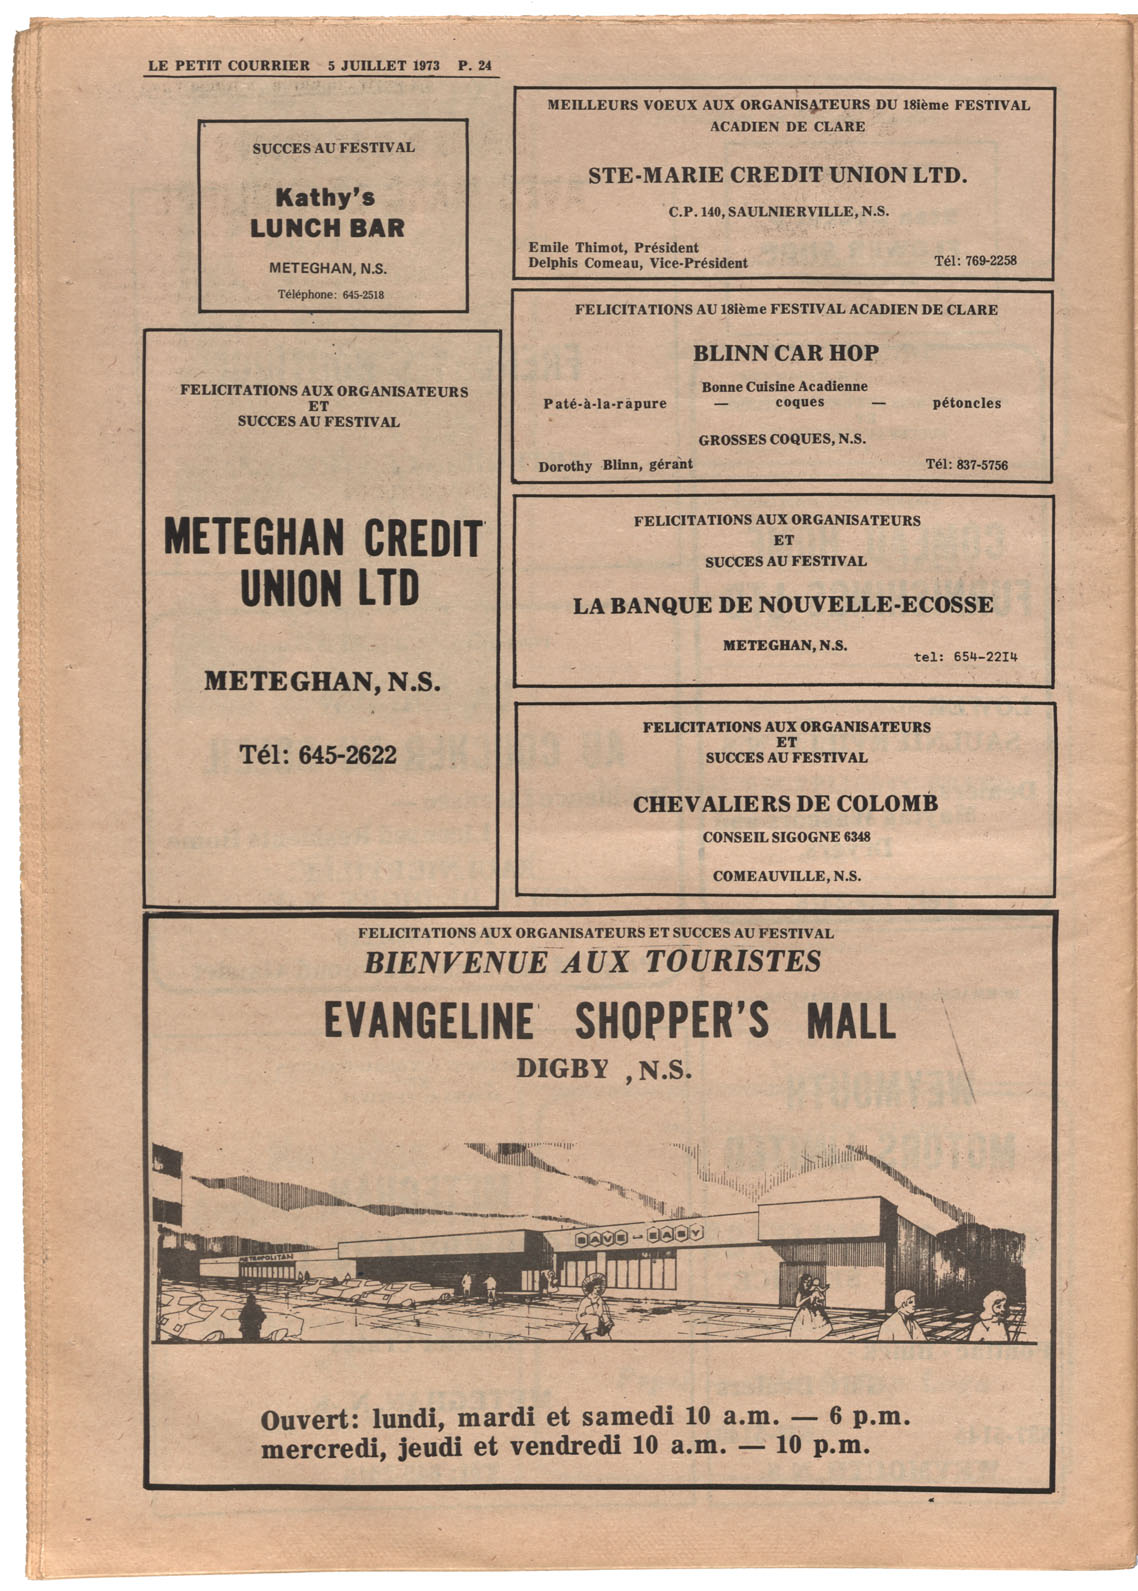 LE PETIT COURRIER 5 JUILLET 1973 P. 24
SUCCES AU FESTIVAL
Kathy's
LUNCH BAR
METEGHAN, N.S.
Téléphone: 645-2518
FELICITATIONS AUX ORGANISATEURS
ET
SUCCES AU FESTIVAL
METEGHAN CREDIT
UNION LTD
METEGHAN, N.S.
Tél: 645-2622
MEILLEURS VOEUX AUX ORGANISATEURS DU 18ième FESTIVAL
ACADIEN DE CLARE
STE-MARIE CREDIT UNION LTD.
C.P. 140, SAULNIERVILLE, N.S.
Emile Thimot, Président
Delphis Comeau, Vice-Président
Tél: 769-2258
FELICITATIONS AU 18ième FESTIVAL ACADIEN DE CLARE
BLINN CAR HOP
Bonne Cuisine Acadienne
Paté-à-la-rapure — coques — pétoncles
GROSSES COQUES, N.S.
Dorothy Blinn, gérant
Tél: 837-5756
FELICITATIONS AUX ORGANISATEURS
ET
SUCCES AU FESTIVAL
LA BANQUE DE NOUVELLE-ECOSSE
METEGHAN, N.S.
tel: 654-22I4
FELICITATIONS AUX ORGANISATEURS
ET
SUCCES AU FESTIVAL
CHEVALIERS DE COLOMB
CONSEIL SIGOGNE 6348
COMEAUVILLE, N.S.
FELICITATIONS AUX ORGANISATEURS ET SUCCES AU FESTIVAL
BIENVENUE AUX TOURISTES
EVANGELINE SHOPPER'S MALL
DIGBY , N.S.
METROPOLITAN
SAVE-EASY
Ouvert: lundi, mardi et samedi 10 a.m. — 6 p.m.
mercredi, jeudi et vendredi 10 a.m. — 10 p.m.